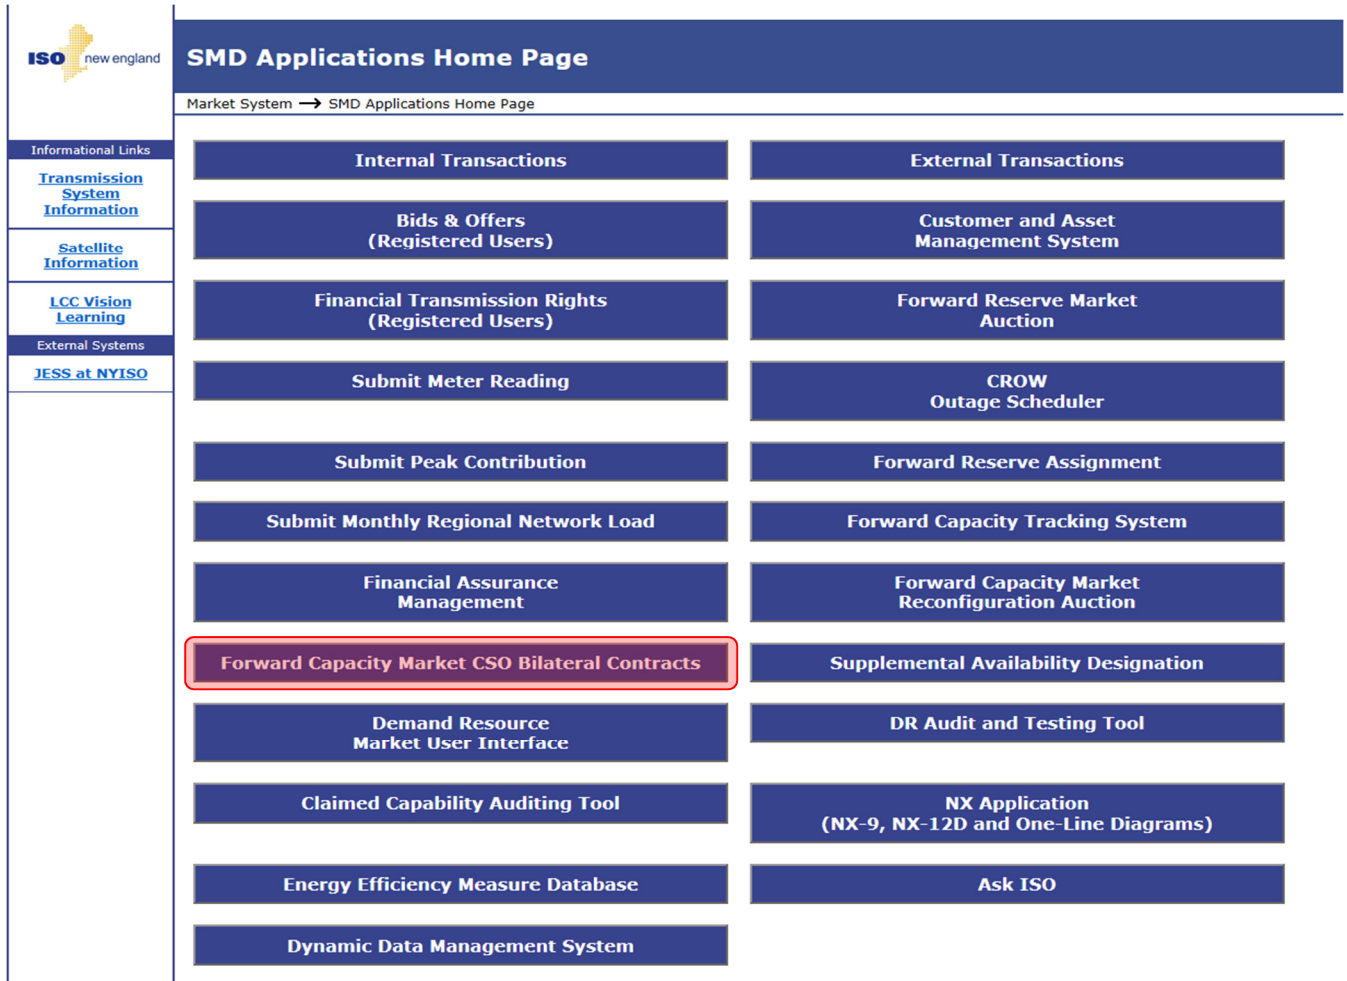 ISO new england
SMD Applications Home Page
Market System → SMD Applications Home Page
Informational Links
Transmission
System
Information
Satellite
Information
LCC Vision
Learning
External Systems
JESS at NYISO
Internal Transactions
External Transactions
Bids & Offers
(Registered Users)
Customer and Asset
Management System
Financial Transmission Rights
(Registered Users)
Forward Reserve Market
Auction
Submit Meter Reading
CROW
Outage Scheduler
Submit Peak Contribution
Forward Reserve Assignment
Submit Monthly Regional Network Load
Forward Capacity Tracking System
Financial Assurance
Management
Forward Capacity Market
Reconfiguration Auction
Forward Capacity Market CSO Bilateral Contracts
Supplemental Availability Designation
Demand Resource
Market User Interface
DR Audit and Testing Tool
Claimed Capability Auditing Tool
NX Application
(NX-9, NX-12D and One-Line Diagrams)
Energy Efficiency Measure Database
Ask ISO
Dynamic Data Management System